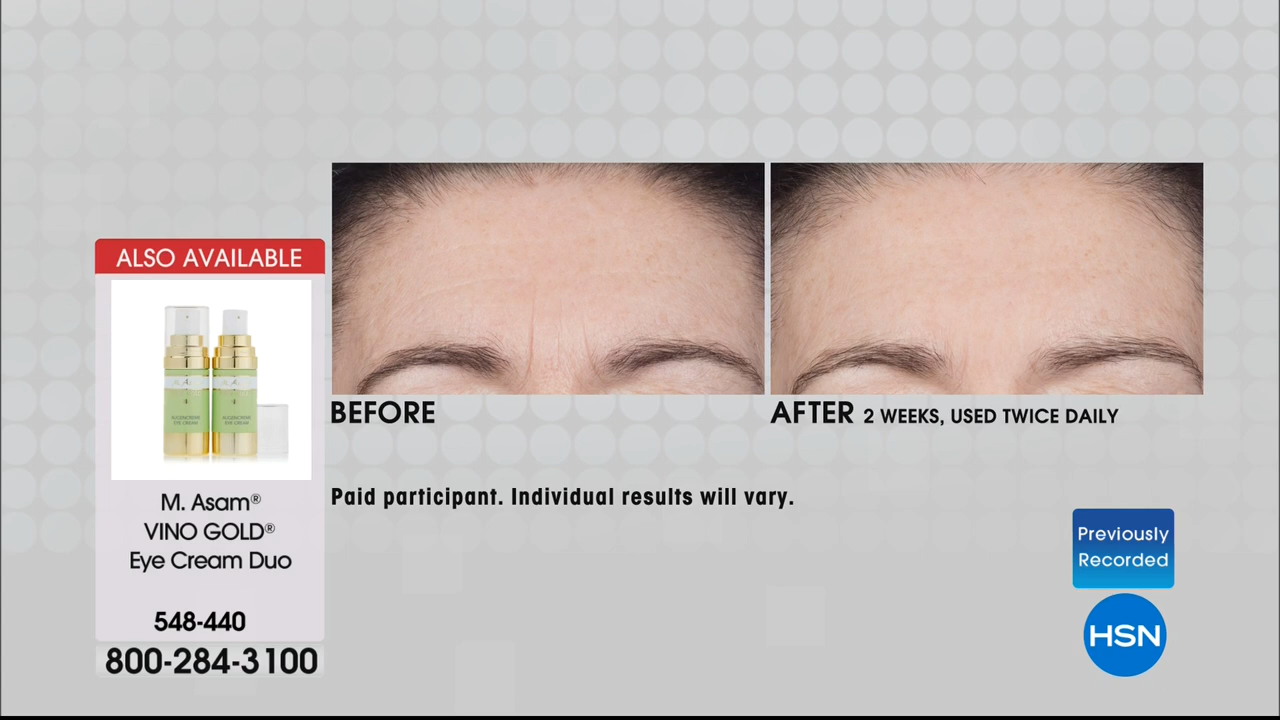 ALSO AVAILABLE
M. Asam®
VINO GOLD®
Eye Cream Duo
548-440
800-284-3100
BEFORE
AFTER 2 WEEKS, USED TWICE DAILY
Paid participant. Individual results will vary.
Previously
Recorded
HSN